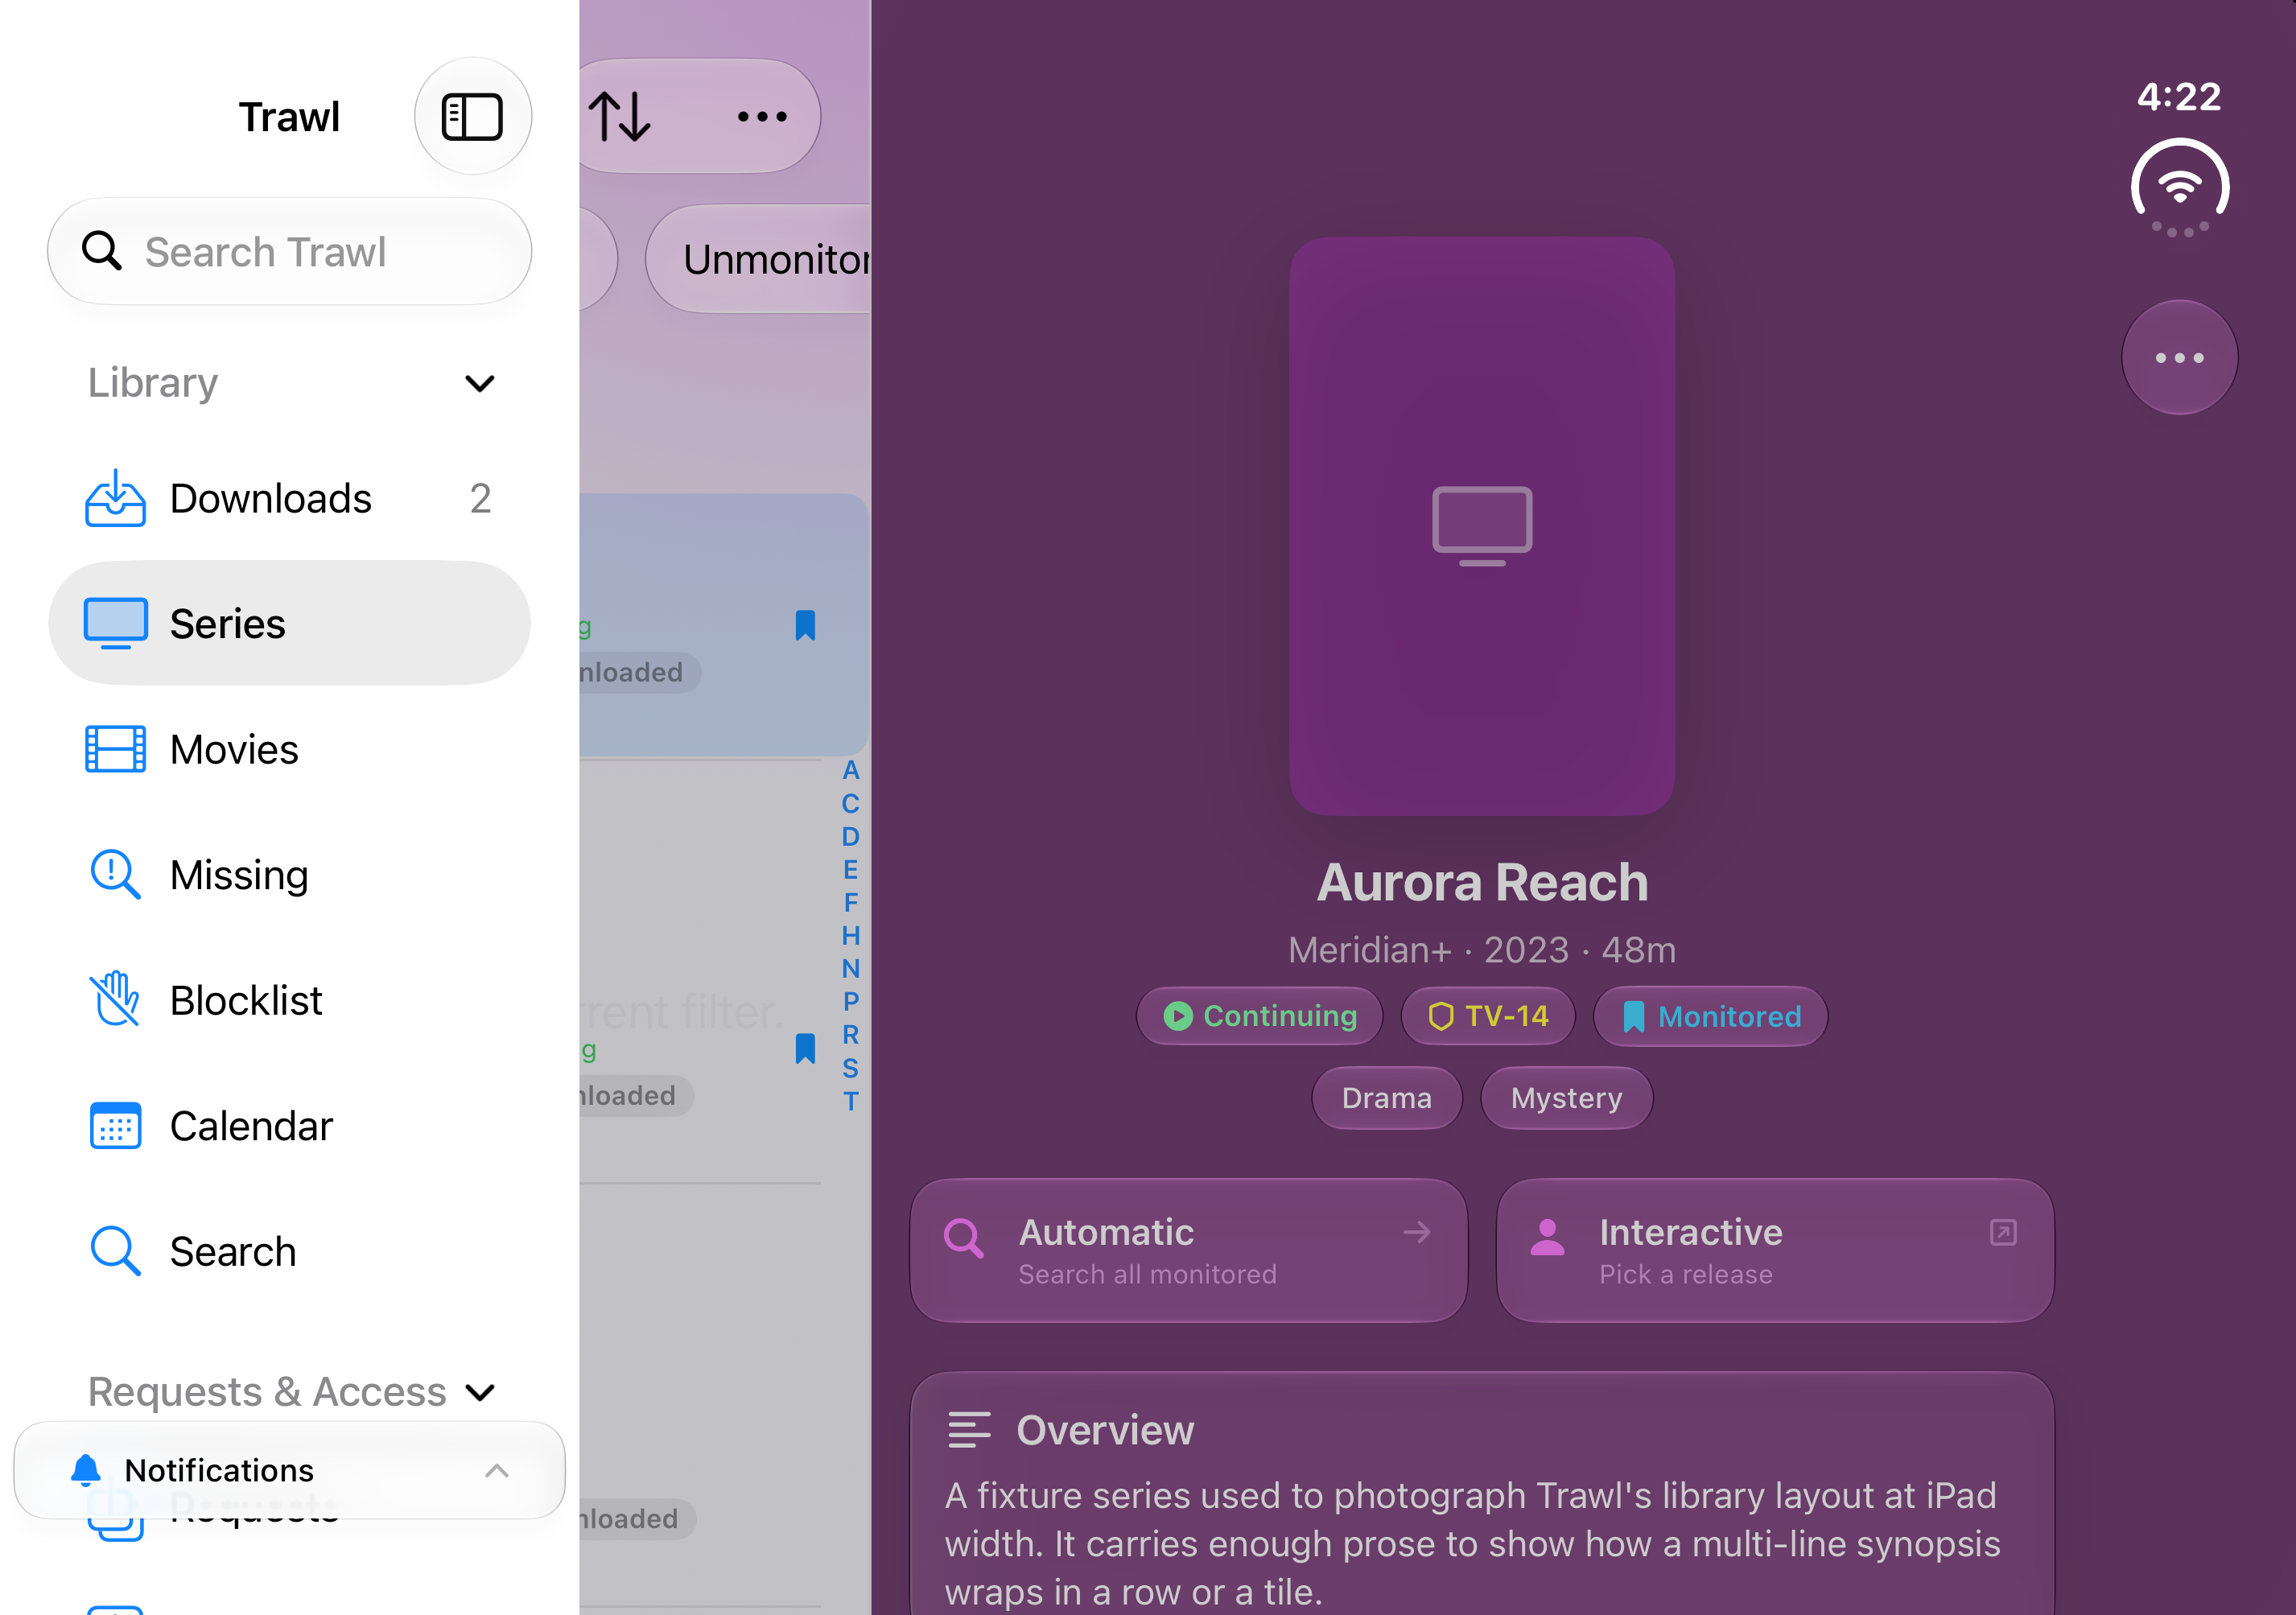 Trawl
Search Trawl
Library
Downloads 2
Series
Movies
Missing
Blocklist
Calendar
Search
Requests & Access
Notifications
Requests
Unmonitor
g
nloaded
rrent filter.
g
nloaded
nloaded
A
C
D
E
F
H
N
P
R
S
T
4:22
Aurora Reach
Meridian+ · 2023 · 48m
Continuing
TV-14
Monitored
Drama
Mystery
Automatic
Search all monitored
Interactive
Pick a release
Overview
A fixture series used to photograph Trawl's library layout at iPad
width. It carries enough prose to show how a multi-line synopsis
wraps in a row or a tile.